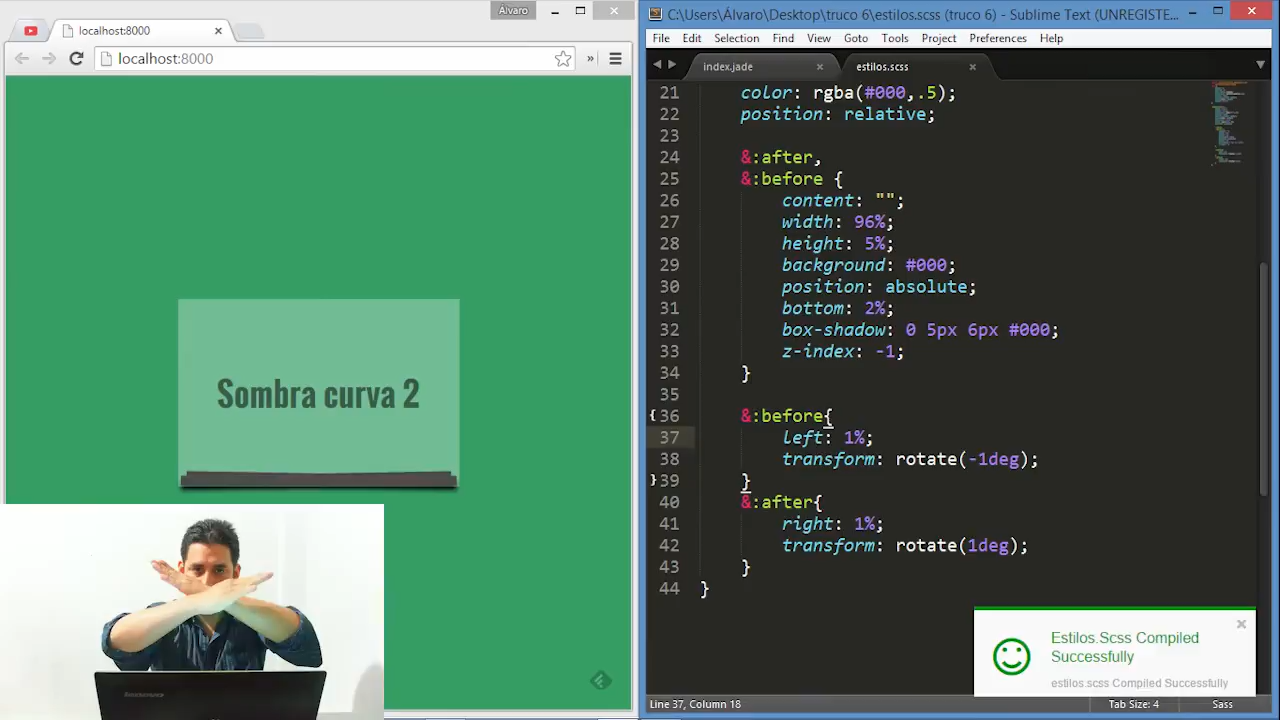 Alvaro
localhost:8000
localhost:8000
»
Sombra curva 2
C:\Users\Álvaro\Desktop\truco 6\estilos.scss (truco 6) - Sublime Text (UNREGISTE...
File Edit Selection Find View Goto Tools Project Preferences Help
index.jade
estilos.scss
21 color: rgba(#000,.5);
22 position: relative;
23
24 &:after,
25 &:before {
26 content: "";
27 width: 96%;
28 height: 5%;
29 background: #000;
30 position: absolute;
31 bottom: 2%;
32 box-shadow: 0 5px 6px #000;
33 z-index: -1;
34 }
35
36 &:before{
37 left: 1%;
38 transform: rotate(-1deg);
39 }
40 &:after{
41 right: 1%;
42 transform: rotate(1deg);
43 }
44 }
Estilos.Scss Compiled
Successfully
estilos.scss Compiled Successfully
Line 37, Column 18
Tab Size: 4
Sass